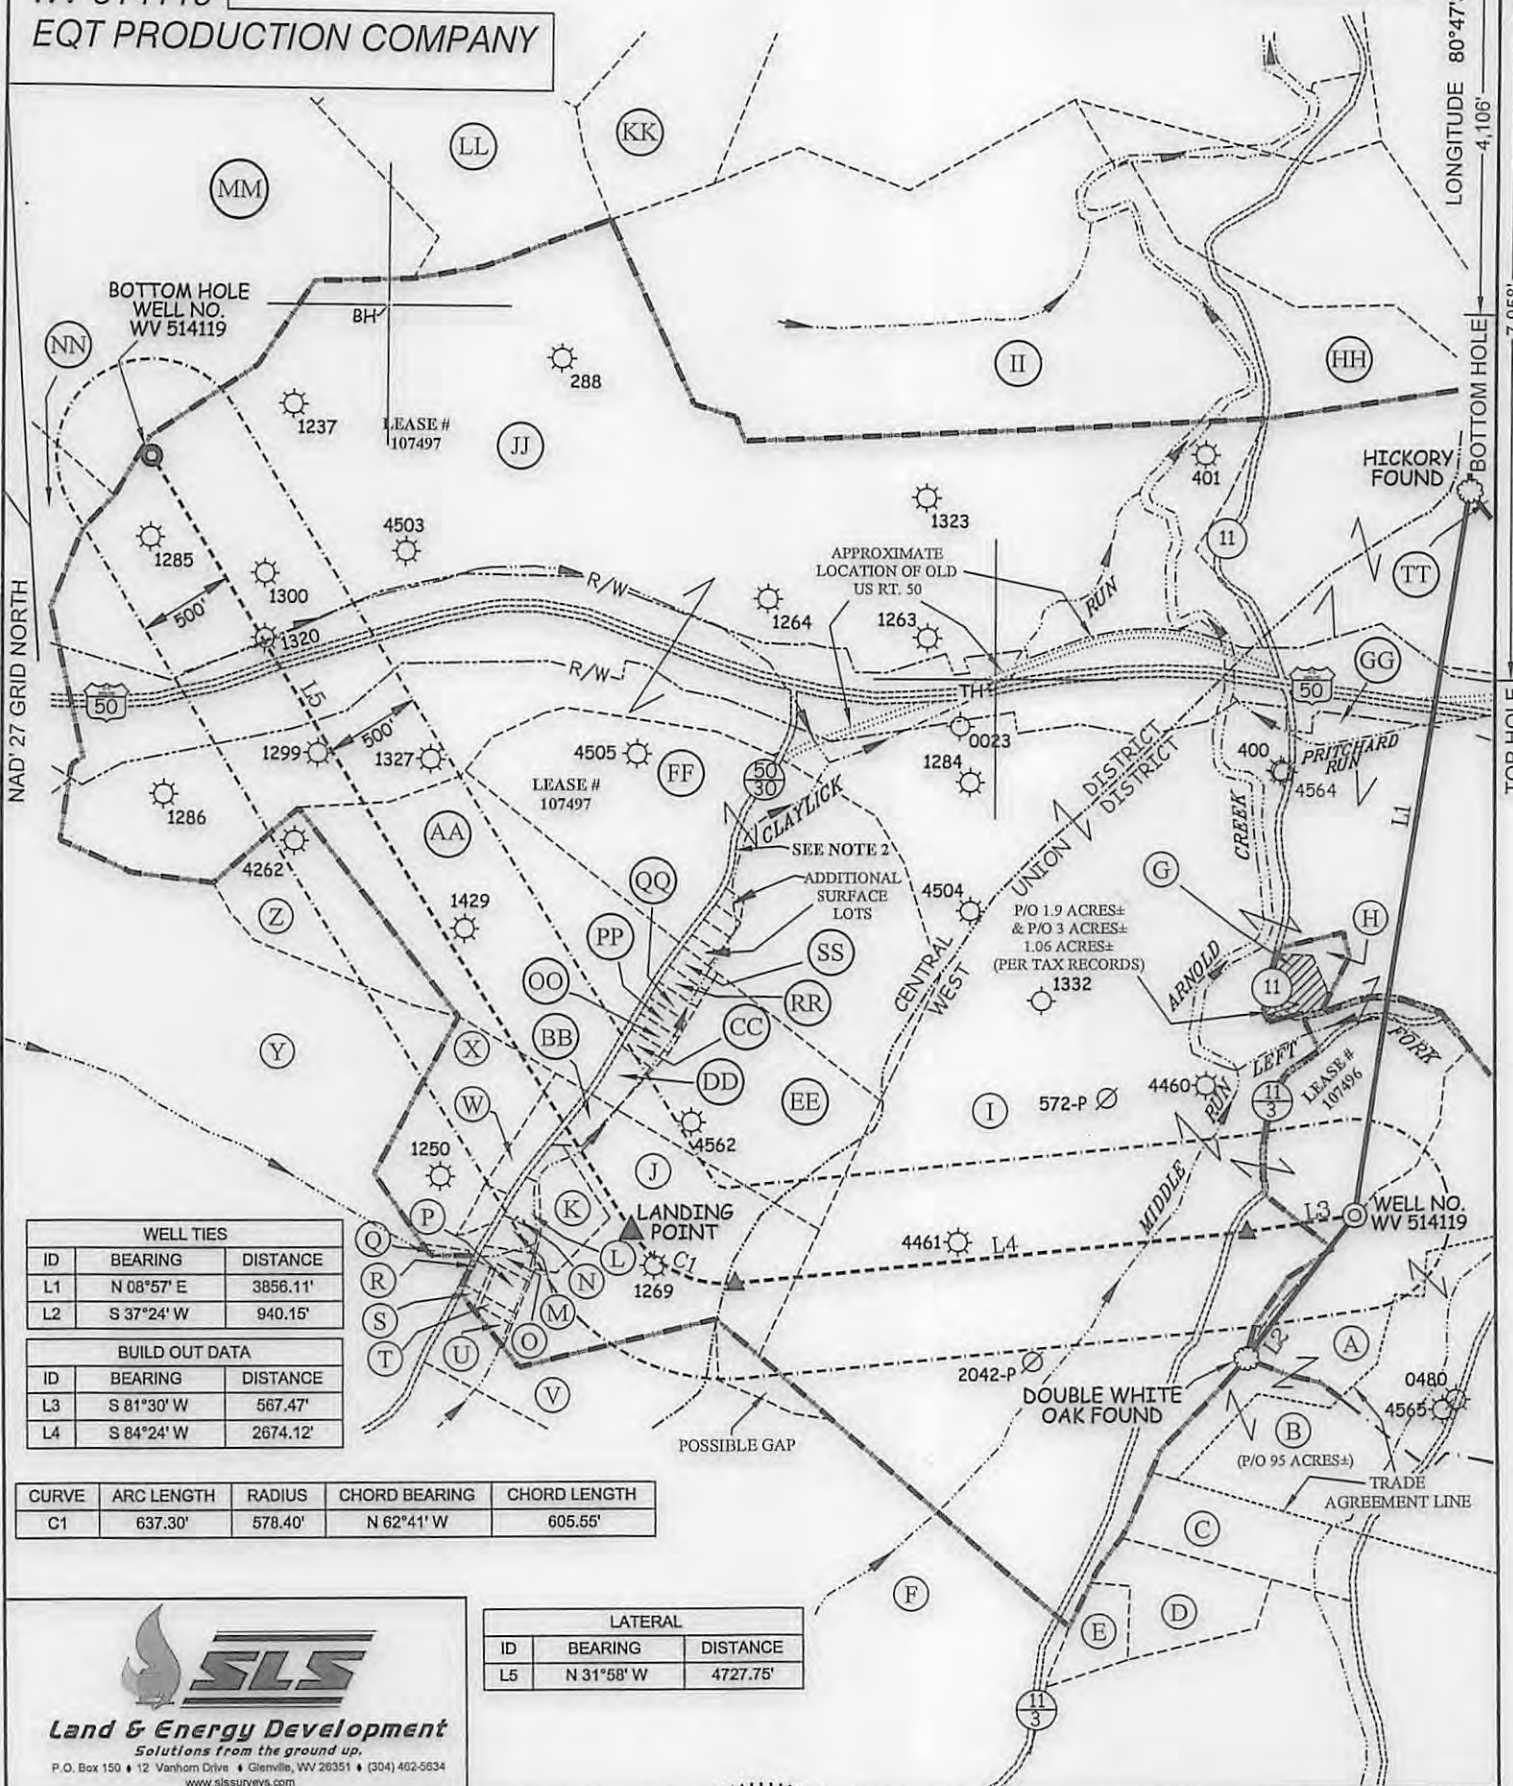 EQT PRODUCTION COMPANY
LONGITUDE 80°47'
4,106'
BOTTOM HOLE
TOP HOLE
NAD'27 GRID NORTH
KK
LL
MM
BOTTOM HOLE
WELL NO.
WV 514119
NN
BH
288
II
HH
1237
LEASE #
107497
JJ
401
HICKORY
FOUND
1323
4503
11
TT
1285
APPROXIMATE
LOCATION OF OLD
US RT. 50
1300
500'
R/W
1264
1263
RUN
1320
L5
R/W
GG
50
50
TH
0023
1299
500'
1327
4505
FF
50
30
1284
UNION DISTRICT
DISTRICT
400
PRITCHARD
RUN
4564
LEASE #
107497
1286
CLAYLICK
CREEK
L1
AA
4262
SEE NOTE 2
ADDITIONAL
SURFACE
LOTS
QQ
G
4504
P/O 1.9 ACRES±
& P/O 3 ACRES±
1.06 ACRES±
(PER TAX RECORDS)
Z
1429
PP
H
SS
CENTRAL
WEST
ARNOLD
OO
RR
1332
11
BB
CC
Y
X
LEFT
FORK
DD
EE
LEASE #
107496
W
I
572-P
4460
RUN
11
3
4562
1250
J
MIDDLE
P
K
LANDING
POINT
L3
WELL NO.
WV 514119
Q
4461
L4
R
L
N
1269
C1
S
M
T
U
O
L2
A
V
2042-P
DOUBLE WHITE
OAK FOUND
0480
4565
POSSIBLE GAP
B
(P/O 95 ACRES±)
TRADE
AGREEMENT LINE
C
F
E
D
11
3
WELL TIES
ID BEARING DISTANCE
L1 N 08°57' E 3856.11'
L2 S 37°24' W 940.15'
BUILD OUT DATA
ID BEARING DISTANCE
L3 S 81°30' W 567.47'
L4 S 84°24' W 2674.12'
CURVE ARC LENGTH RADIUS CHORD BEARING CHORD LENGTH
C1 637.30' 578.40' N 62°41' W 605.55'
LATERAL
ID BEARING DISTANCE
L5 N 31°58' W 4727.75'
SLS
Land & Energy Development
Solutions from the ground up.
P.O. Box 150 ♦ 12 Vanhorn Drive ♦ Glenville, WV 26351 ♦ (304) 462-5634
www.slssurveys.com